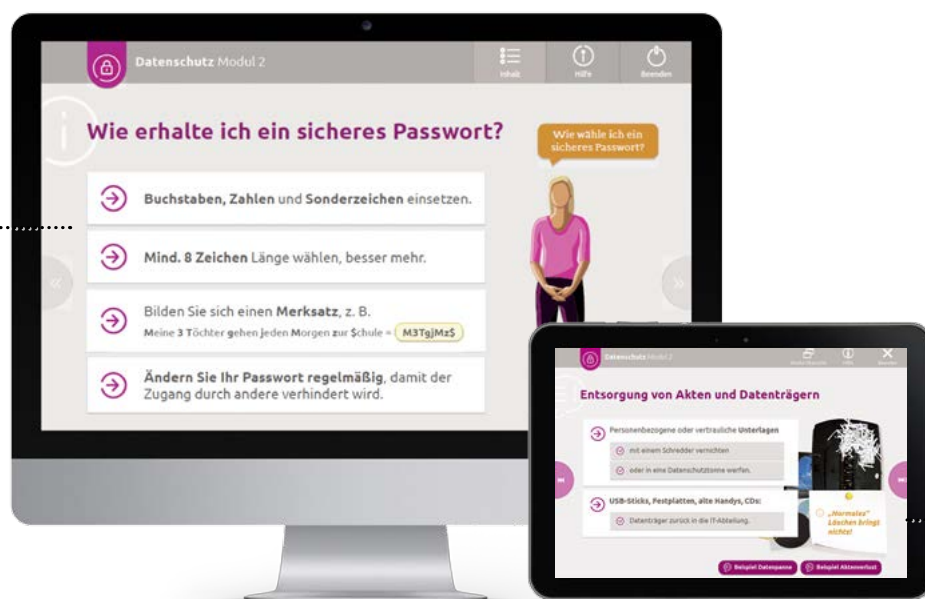 Datenschutz Modul 2
Inhalt
Hilfe
Beenden
Wie erhalte ich ein sicheres Passwort?
Wie wähle ich ein
sicheres Passwort?
Buchstaben, Zahlen und Sonderzeichen einsetzen.
Mind. 8 Zeichen Länge wählen, besser mehr.
Bilden Sie sich einen Merksatz, z. B.
Meine 3 Töchter gehen jeden Morgen zur $chule = M3TgjMz$
Ändern Sie Ihr Passwort regelmäßig, damit der
Zugang durch andere verhindert wird.
Datenschutz Modul 2
Hilfe
Beenden
Entsorgung von Akten und Datenträgern
Personenbezogene oder vertrauliche Unterlagen
mit einem Schredder vernichten
oder in eine Datenschutztonne werfen.
USB-Sticks, Festplatten, alte Handys, CDs:
Datenträger zurück in die IT-Abteilung.
„Normales"
Löschen bringt
nichts!
Beispiel Datenpanne
Beispiel Aktenverlust